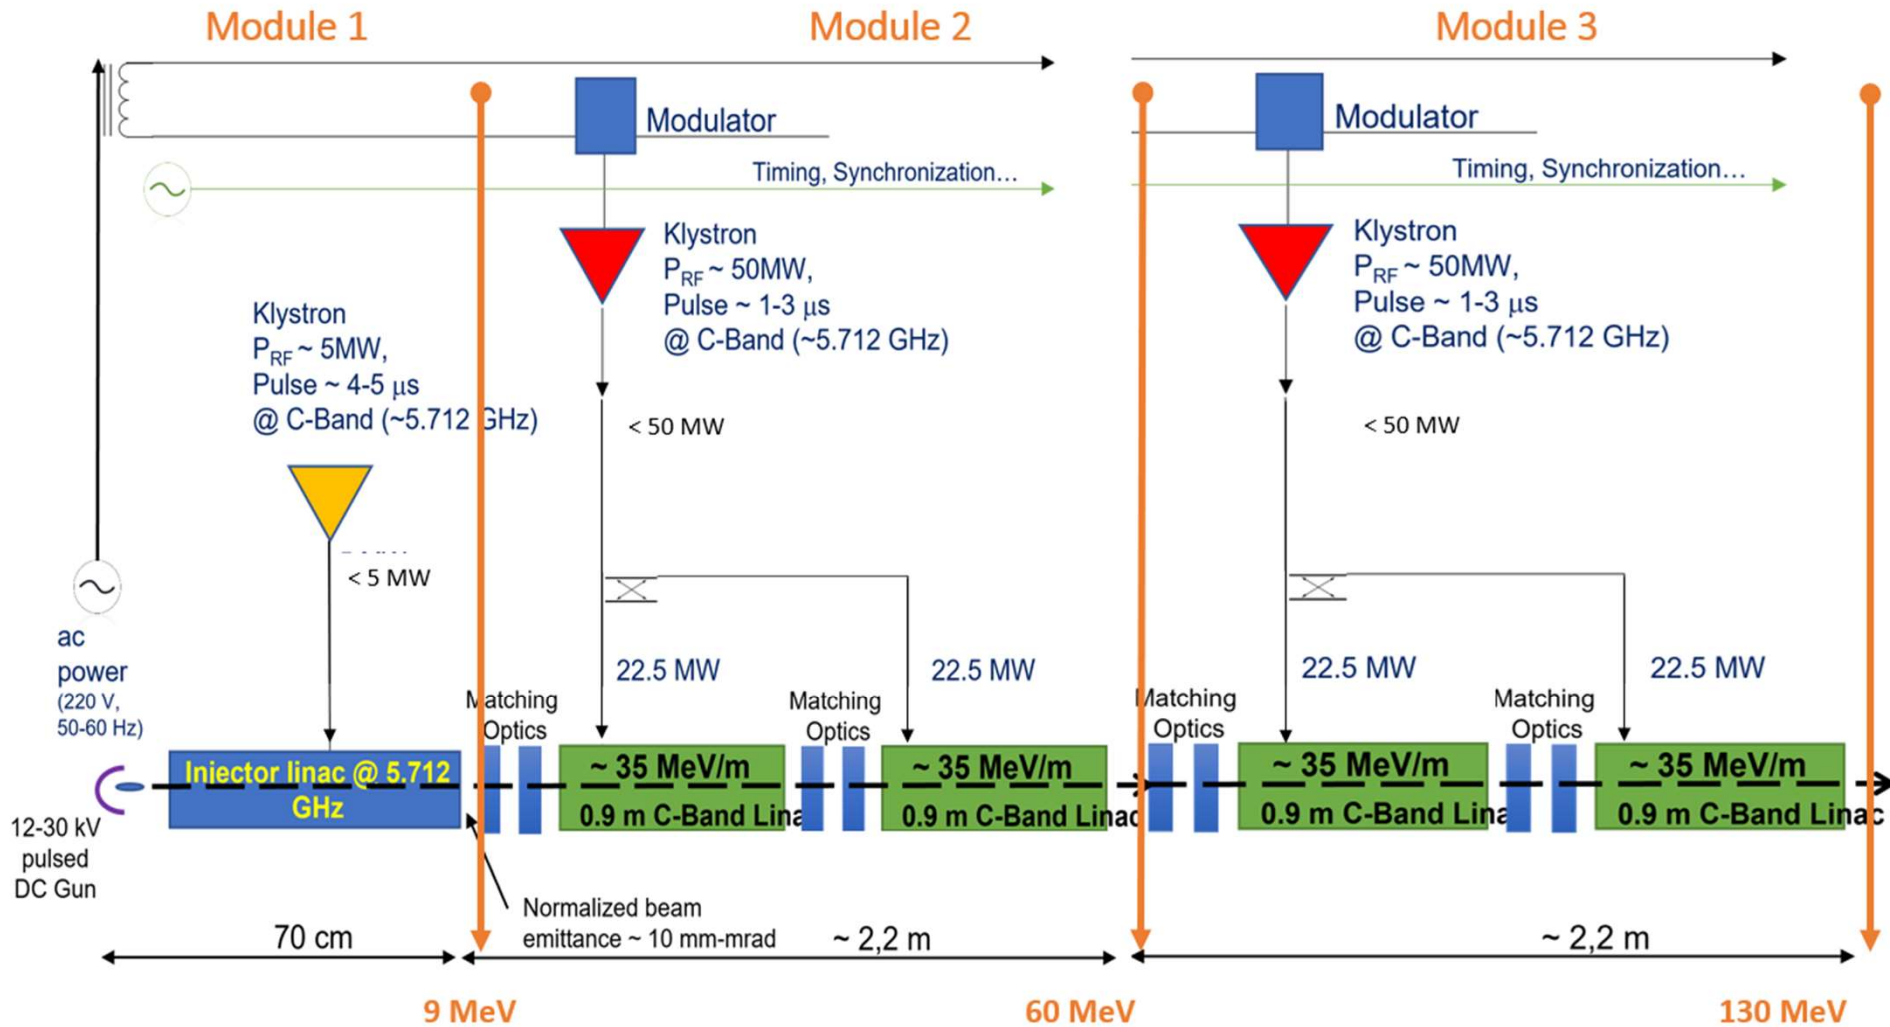 Module 1
Module 2
Module 3
Modulator
Modulator
Timing, Synchronization…
Timing, Synchronization…
Klystron
PRF ~ 5MW,
Pulse ~ 4-5 μs
@ C-Band (~5.712 GHz)
Klystron
PRF ~ 50MW,
Pulse ~ 1-3 μs
@ C-Band (~5.712 GHz)
Klystron
PRF ~ 50MW,
Pulse ~ 1-3 μs
@ C-Band (~5.712 GHz)
< 5 MW
< 50 MW
< 50 MW
ac
power
(220 V,
50-60 Hz)
22.5 MW
22.5 MW
22.5 MW
22.5 MW
Matching
Optics
Matching
Optics
Matching
Optics
Matching
Optics
Injector linac @ 5.712
GHz
~ 35 MeV/m
0.9 m C-Band Lina
~ 35 MeV/m
0.9 m C-Band Linac
~ 35 MeV/m
0.9 m C-Band Lina
~ 35 MeV/m
0.9 m C-Band Linac
12-30 kV
pulsed
DC Gun
Normalized beam
emittance ~ 10 mm-mrad
70 cm
~ 2,2 m
~ 2,2 m
9 MeV
60 MeV
130 MeV